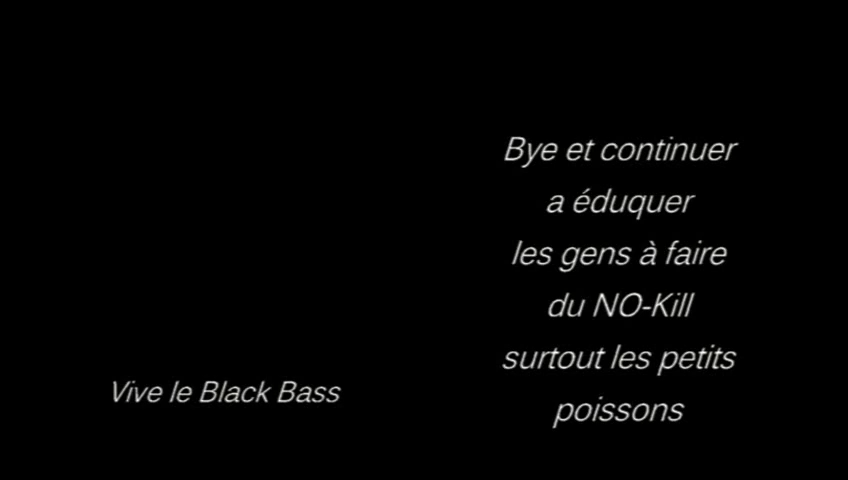 Bye et continuer
a éduquer
les gens à faire
du NO-Kill
surtout les petits
poissons
Vive le Black Bass